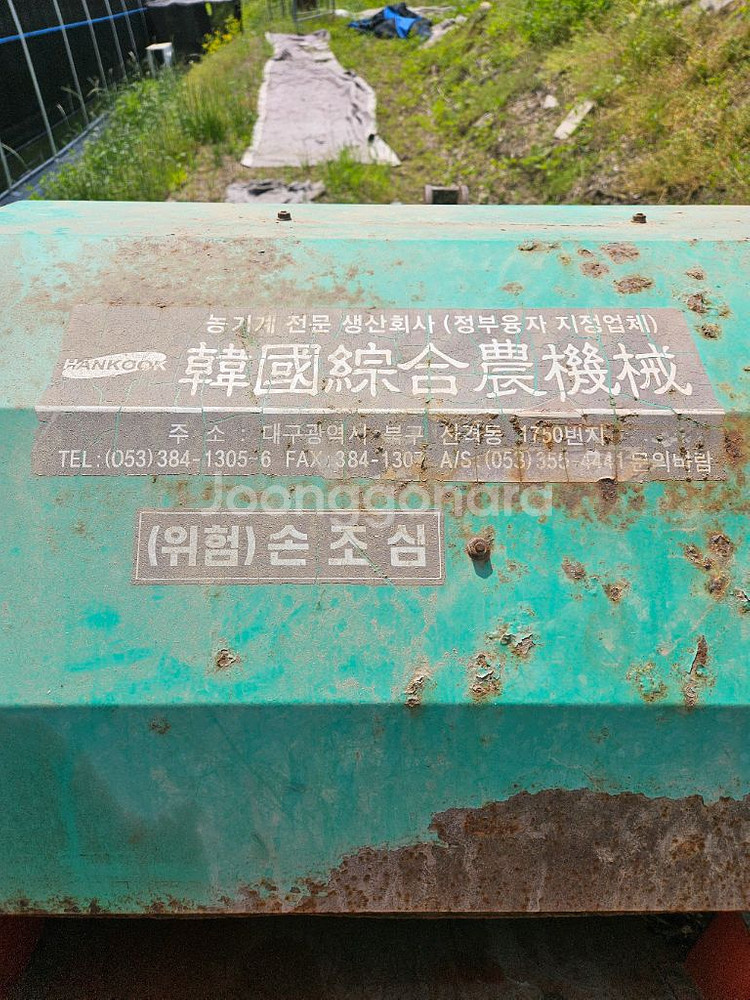 농기계 전문 생산회사 (정부융자 지정업체)
HANKOOK 韓國綜合農機械
주 소 : 대구광역시 북구 산격동 1750번지
TEL : (053) 384-1305~6 FAX : 384-1307 A/S : (053) 355-4441 문의바람
Joonggonara
(위험) 손조심